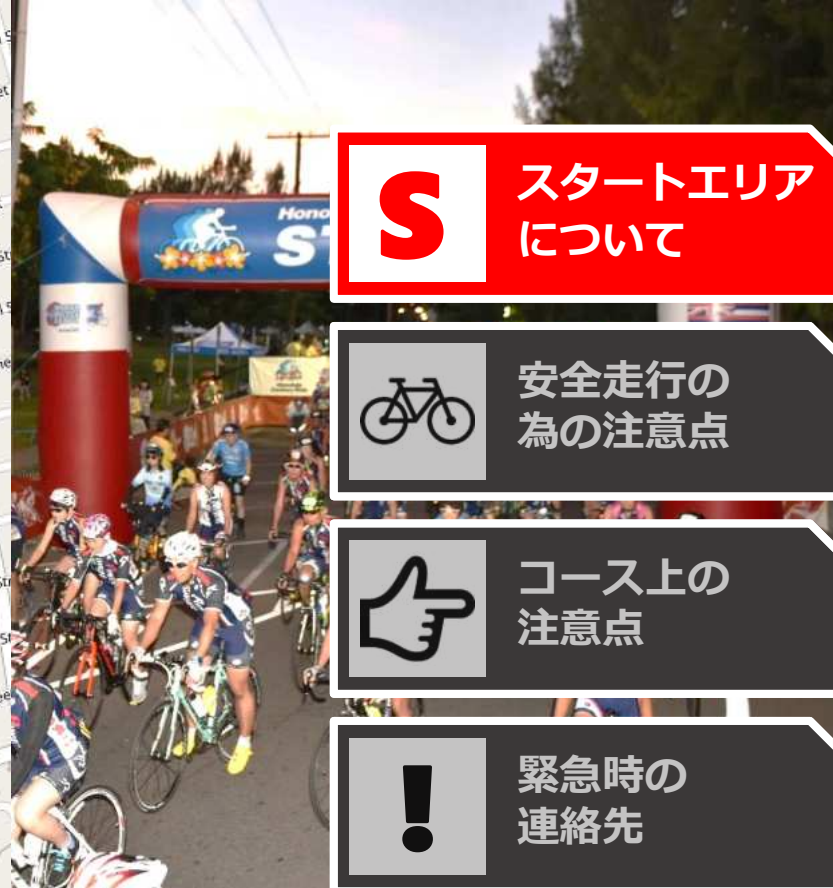 Hono
ST
S
スタートエリア
について
安全走行の
為の注意点
コース上の
注意点
!
緊急時の
連絡先